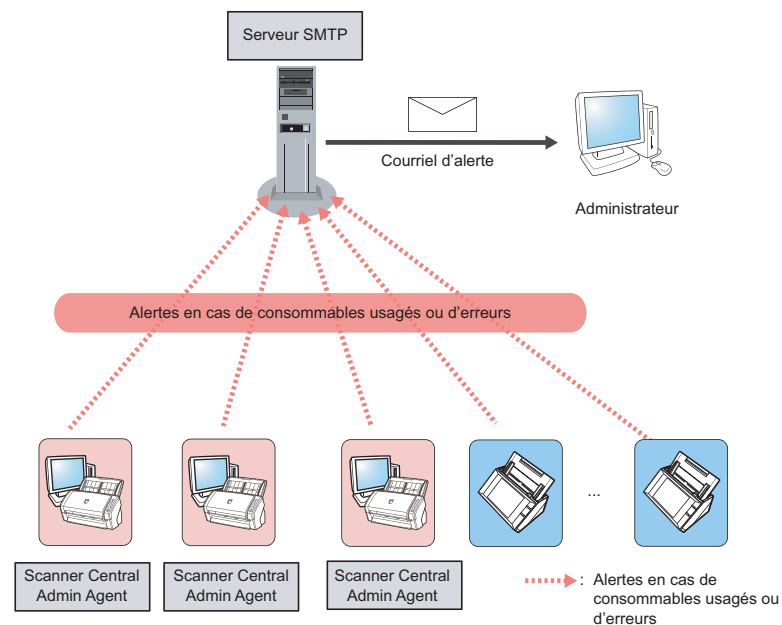 Serveur SMTP
Courriel d'alerte
Administrateur
Alertes en cas de consommables usagés ou d'erreurs
...
Scanner Central
Admin Agent
Scanner Central
Admin Agent
Scanner Central
Admin Agent
: Alertes en cas de
consommables usagés ou
d'erreurs